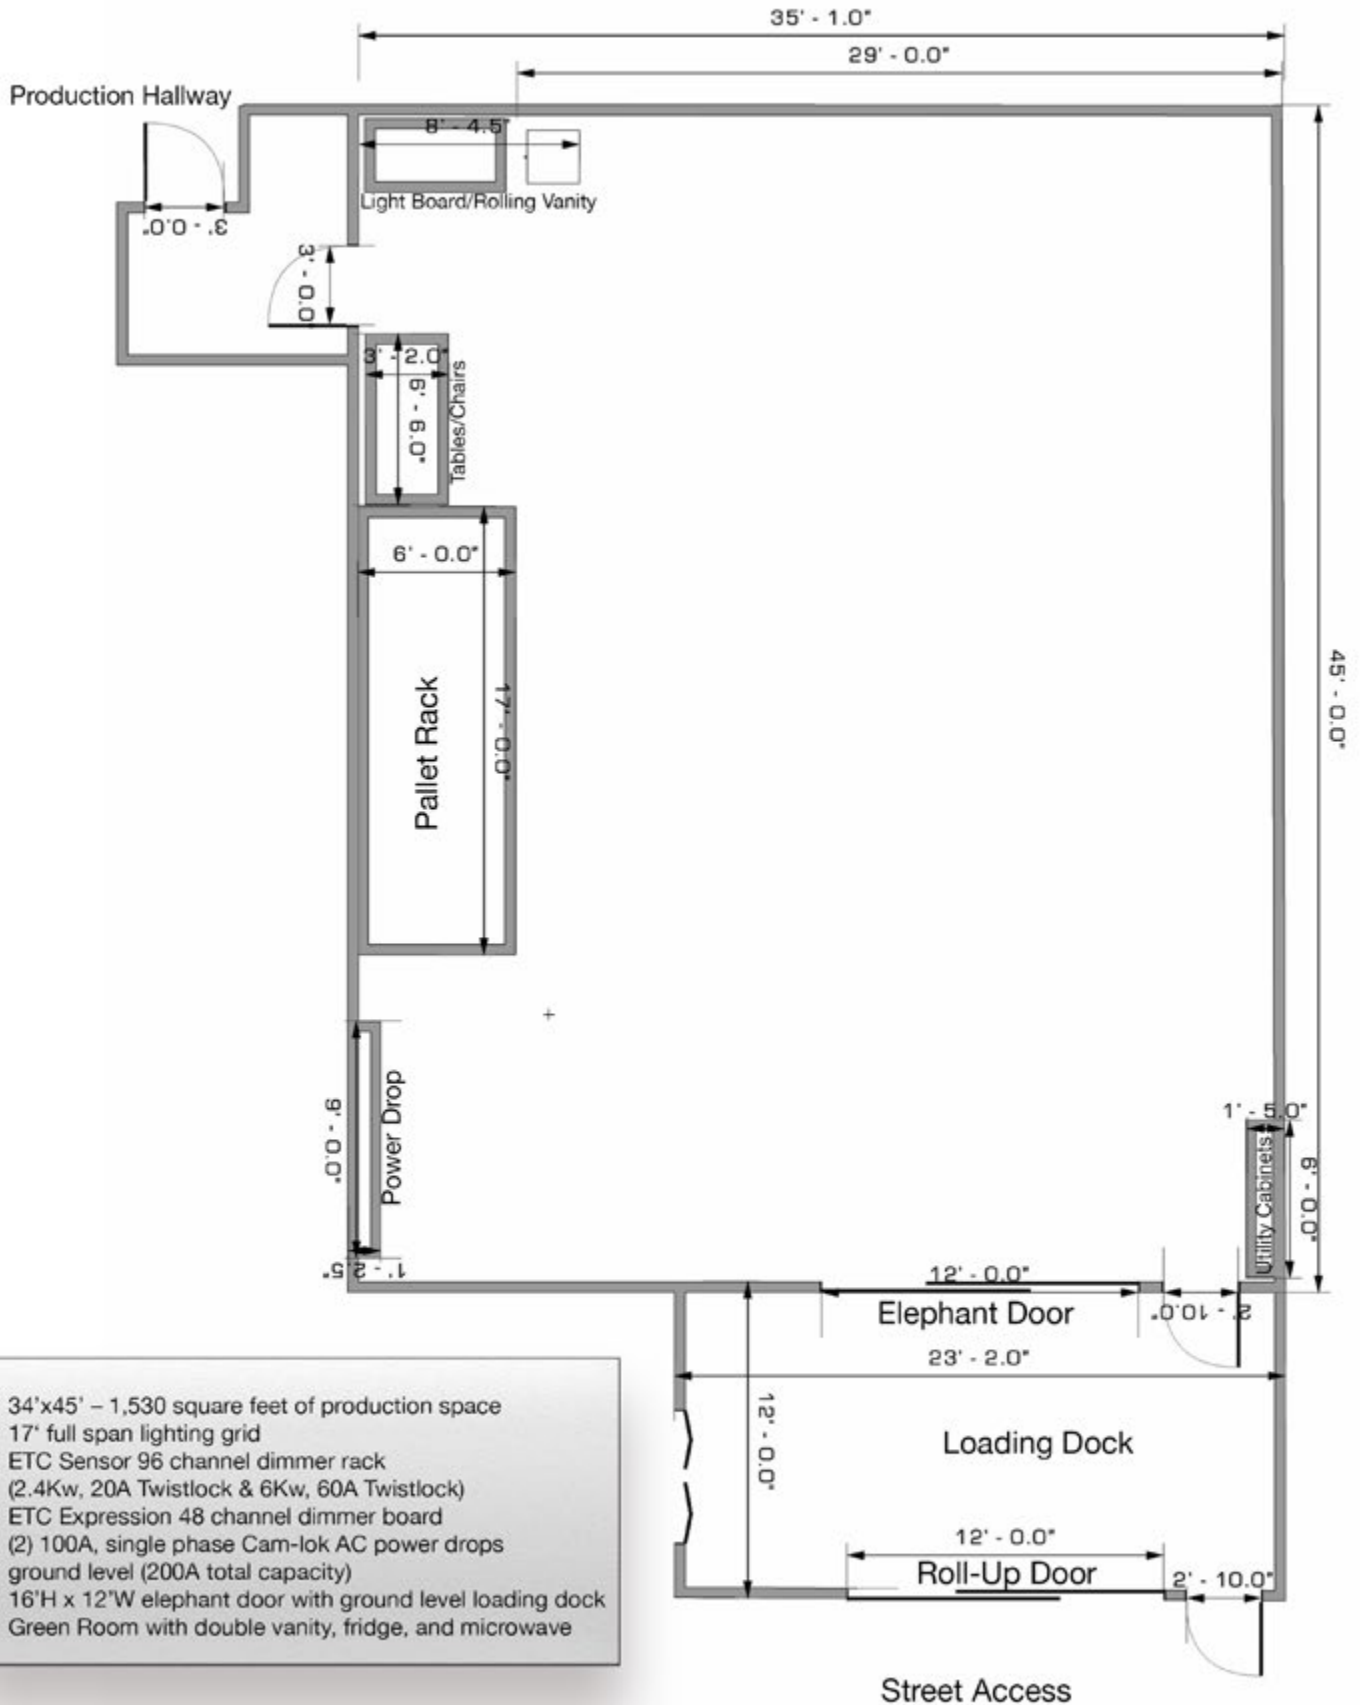 35' - 1.0"
29' - 0.0"
Production Hallway
8' - 4.5"
Light Board/Rolling Vanity
3' - 0.0"
3' - 0.0"
3' - 2.0"
6' - 6.0"
Tables/Chairs
6' - 0.0"
Pallet Rack
17' - 0.0"
45' - 0.0"
9' - 0.0"
Power Drop
1' - 2.5"
1' - 5.0"
Utility Cabinets
6' - 0.0"
12' - 0.0"
Elephant Door
2' - 10.0"
23' - 2.0"
12' - 0.0"
Loading Dock
12' - 0.0"
Roll-Up Door
2' - 10.0"
Street Access
34'x45' – 1,530 square feet of production space
17' full span lighting grid
ETC Sensor 96 channel dimmer rack
(2.4Kw, 20A Twistlock & 6Kw, 60A Twistlock)
ETC Expression 48 channel dimmer board
(2) 100A, single phase Cam-lok AC power drops
ground level (200A total capacity)
16'H x 12'W elephant door with ground level loading dock
Green Room with double vanity, fridge, and microwave